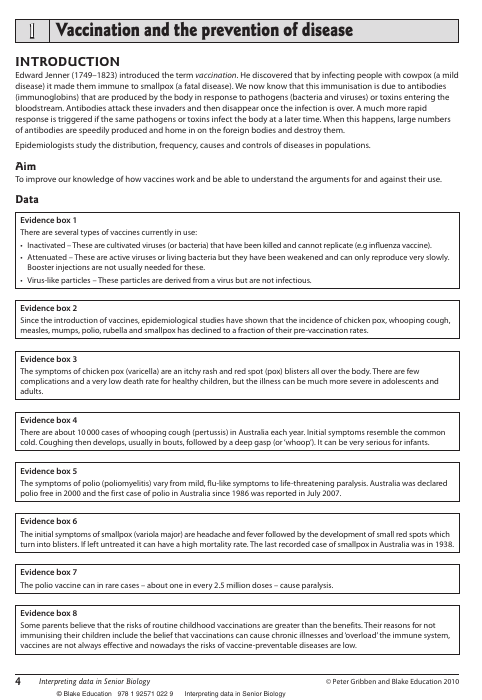 1 Vaccination and the prevention of disease
INTRODUCTION
Edward Jenner (1749–1823) introduced the term vaccination. He discovered that by infecting people with cowpox (a mild
disease) it made them immune to smallpox (a fatal disease). We now know that this immunisation is due to antibodies
(immunoglobins) that are produced by the body in response to pathogens (bacteria and viruses) or toxins entering the
bloodstream. Antibodies attack these invaders and then disappear once the infection is over. A much more rapid
response is triggered if the same pathogens or toxins infect the body at a later time. When this happens, large numbers
of antibodies are speedily produced and home in on the foreign bodies and destroy them.
Epidemiologists study the distribution, frequency, causes and controls of diseases in populations.
Aim
To improve our knowledge of how vaccines work and be able to understand the arguments for and against their use.
Data
Evidence box 1
There are several types of vaccines currently in use:
• Inactivated – These are cultivated viruses (or bacteria) that have been killed and cannot replicate (e.g influenza vaccine).
• Attenuated – These are active viruses or living bacteria but they have been weakened and can only reproduce very slowly.
Booster injections are not usually needed for these.
• Virus-like particles – These particles are derived from a virus but are not infectious.
Evidence box 2
Since the introduction of vaccines, epidemiological studies have shown that the incidence of chicken pox, whooping cough,
measles, mumps, polio, rubella and smallpox has declined to a fraction of their pre-vaccination rates.
Evidence box 3
The symptoms of chicken pox (varicella) are an itchy rash and red spot (pox) blisters all over the body. There are few
complications and a very low death rate for healthy children, but the illness can be much more severe in adolescents and
adults.
Evidence box 4
There are about 10 000 cases of whooping cough (pertussis) in Australia each year. Initial symptoms resemble the common
cold. Coughing then develops, usually in bouts, followed by a deep gasp (or ‘whoop’). It can be very serious for infants.
Evidence box 5
The symptoms of polio (poliomyelitis) vary from mild, flu-like symptoms to life-threatening paralysis. Australia was declared
polio free in 2000 and the first case of polio in Australia since 1986 was reported in July 2007.
Evidence box 6
The initial symptoms of smallpox (variola major) are headache and fever followed by the development of small red spots which
turn into blisters. If left untreated it can have a high mortality rate. The last recorded case of smallpox in Australia was in 1938.
Evidence box 7
The polio vaccine can in rare cases – about one in every 2.5 million doses – cause paralysis.
Evidence box 8
Some parents believe that the risks of routine childhood vaccinations are greater than the benefits. Their reasons for not
immunising their children include the belief that vaccinations can cause chronic illnesses and ‘overload’ the immune system,
vaccines are not always effective and nowadays the risks of vaccine-preventable diseases are low.
4 Interpreting data in Senior Biology © Peter Gribben and Blake Education 2010
© Blake Education 978 1 92571 022 9 Interpreting data in Senior Biology